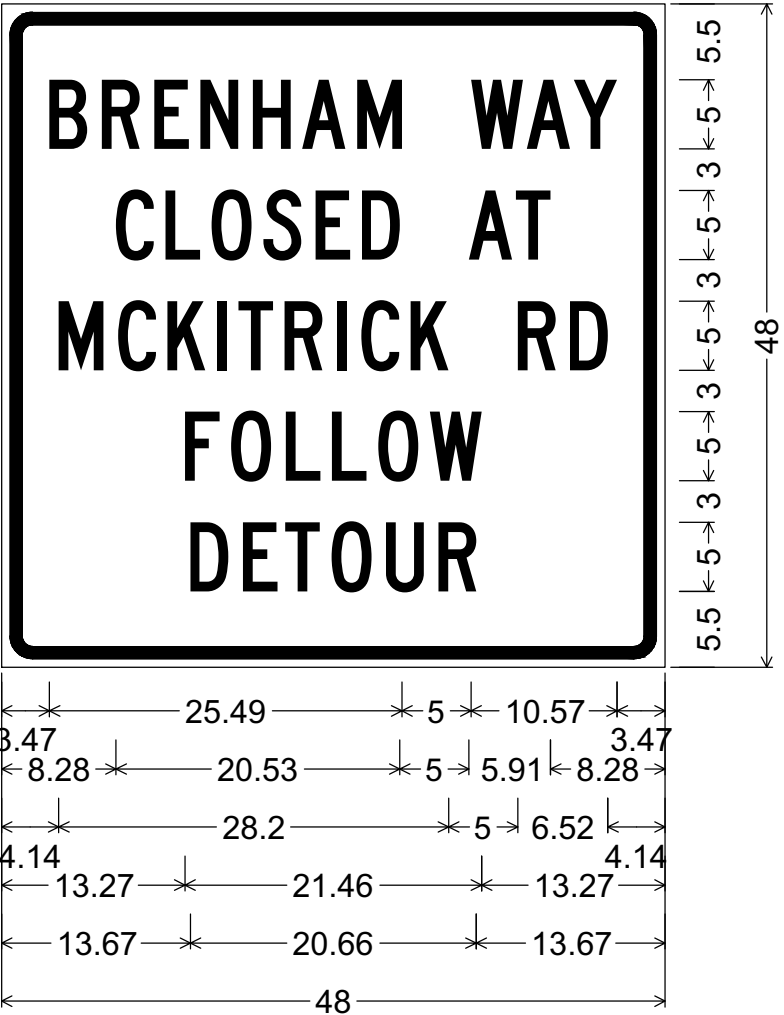 BRENHAM WAY
CLOSED AT
MCKITRICK RD
FOLLOW
DETOUR
5.5
5
3
5
3
5
3
5
3
5
5.5
48
3.47 25.49 5 10.57 3.47
8.28 20.53 5 5.91 8.28
4.14 28.2 5 6.52 4.14
13.27 21.46 13.27
13.67 20.66 13.67
48